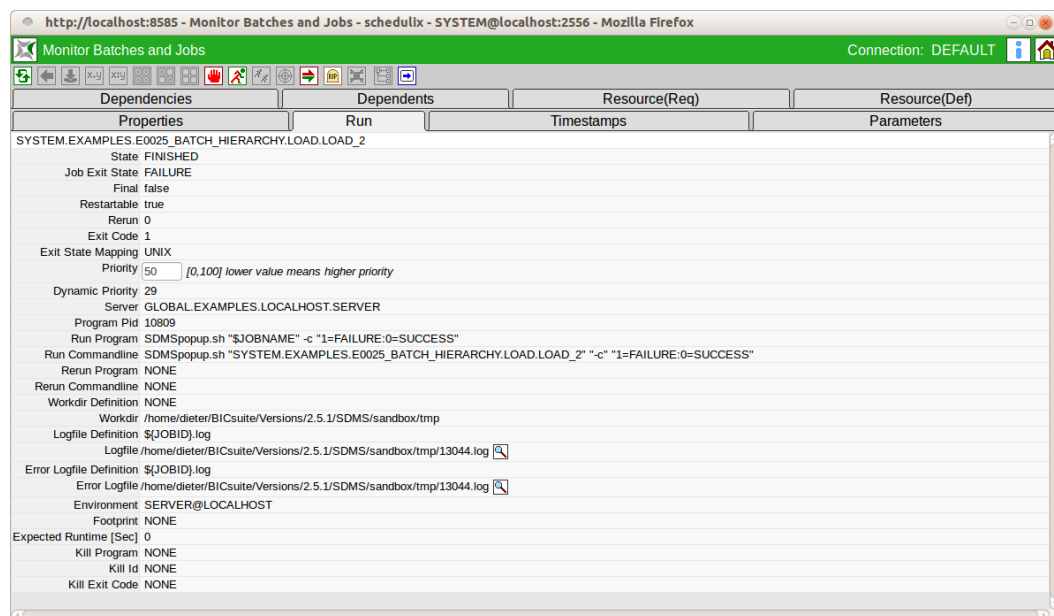 http://localhost:8585 - Monitor Batches and Jobs - schedulix - SYSTEM@localhost:2556 - Mozilla Firefox
Monitor Batches and Jobs Connection: DEFAULT i
x,y x=y RIP
Dependencies Dependents Resource(Req) Resource(Def)
Properties Run Timestamps Parameters
SYSTEM.EXAMPLES.E0025_BATCH_HIERARCHY.LOAD.LOAD_2
State FINISHED
Job Exit State FAILURE
Final false
Restartable true
Rerun 0
Exit Code 1
Exit State Mapping UNIX
Priority 50 [0,100] lower value means higher priority
Dynamic Priority 29
Server GLOBAL.EXAMPLES.LOCALHOST.SERVER
Program Pid 10809
Run Program SDMSpopup.sh "$JOBNAME" -c "1=FAILURE:0=SUCCESS"
Run Commandline SDMSpopup.sh "SYSTEM.EXAMPLES.E0025_BATCH_HIERARCHY.LOAD.LOAD_2" "-c" "1=FAILURE:0=SUCCESS"
Rerun Program NONE
Rerun Commandline NONE
Workdir Definition NONE
Workdir /home/dieter/BICsuite/Versions/2.5.1/SDMS/sandbox/tmp
Logfile Definition ${JOBID}.log
Logfile /home/dieter/BICsuite/Versions/2.5.1/SDMS/sandbox/tmp/13044.log
Error Logfile Definition ${JOBID}.log
Error Logfile /home/dieter/BICsuite/Versions/2.5.1/SDMS/sandbox/tmp/13044.log
Environment SERVER@LOCALHOST
Footprint NONE
Expected Runtime [Sec] 0
Kill Program NONE
Kill Id NONE
Kill Exit Code NONE